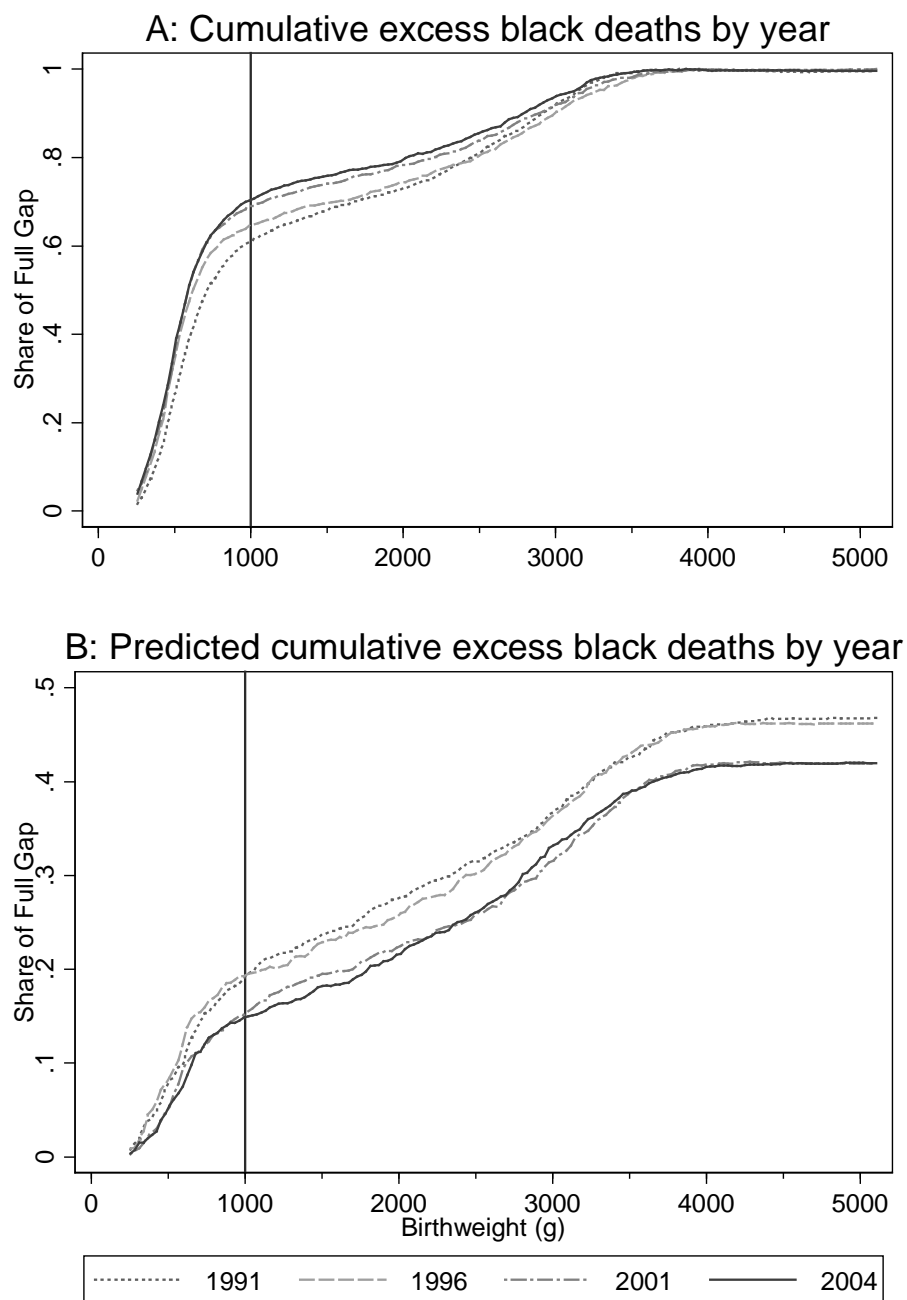 A: Cumulative excess black deaths by year
Share of Full Gap
1
.8
.6
.4
.2
0
0 1000 2000 3000 4000 5000
B: Predicted cumulative excess black deaths by year
Share of Full Gap
.5
.4
.3
.2
.1
0
0 1000 2000 3000 4000 5000
Birthweight (g)
1991 1996 2001 2004